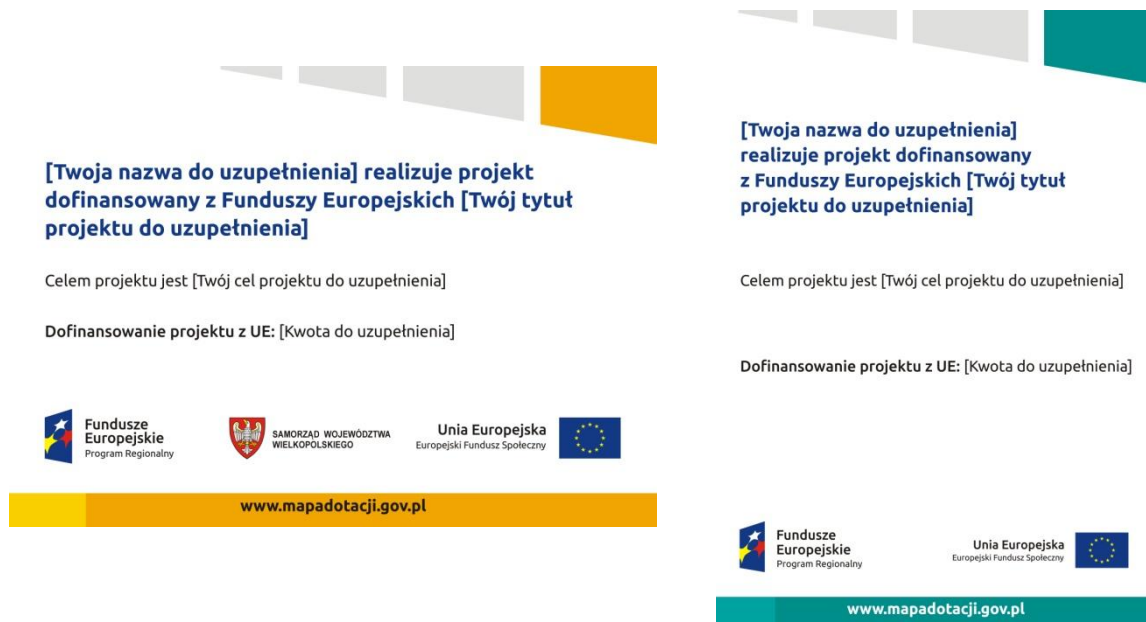 [Twoja nazwa do uzupełnienia] realizuje projekt
dofinansowany z Funduszy Europejskich [Twój tytuł
projektu do uzupełnienia]
Celem projektu jest [Twój cel projektu do uzupełnienia]
Dofinansowanie projektu z UE: [Kwota do uzupełnienia]
Fundusze
Europejskie
Program Regionalny
SAMORZĄD WOJEWÓDZTWA
WIELKOPOLSKIEGO
Unia Europejska
Europejski Fundusz Społeczny
www.mapadotacji.gov.pl
[Twoja nazwa do uzupełnienia]
realizuje projekt dofinansowany
z Funduszy Europejskich [Twój tytuł
projektu do uzupełnienia]
Celem projektu jest [Twój cel projektu do uzupełnienia]
Dofinansowanie projektu z UE: [Kwota do uzupełnienia]
Fundusze
Europejskie
Program Regionalny
Unia Europejska
Europejski Fundusz Społeczny
www.mapadotacji.gov.pl